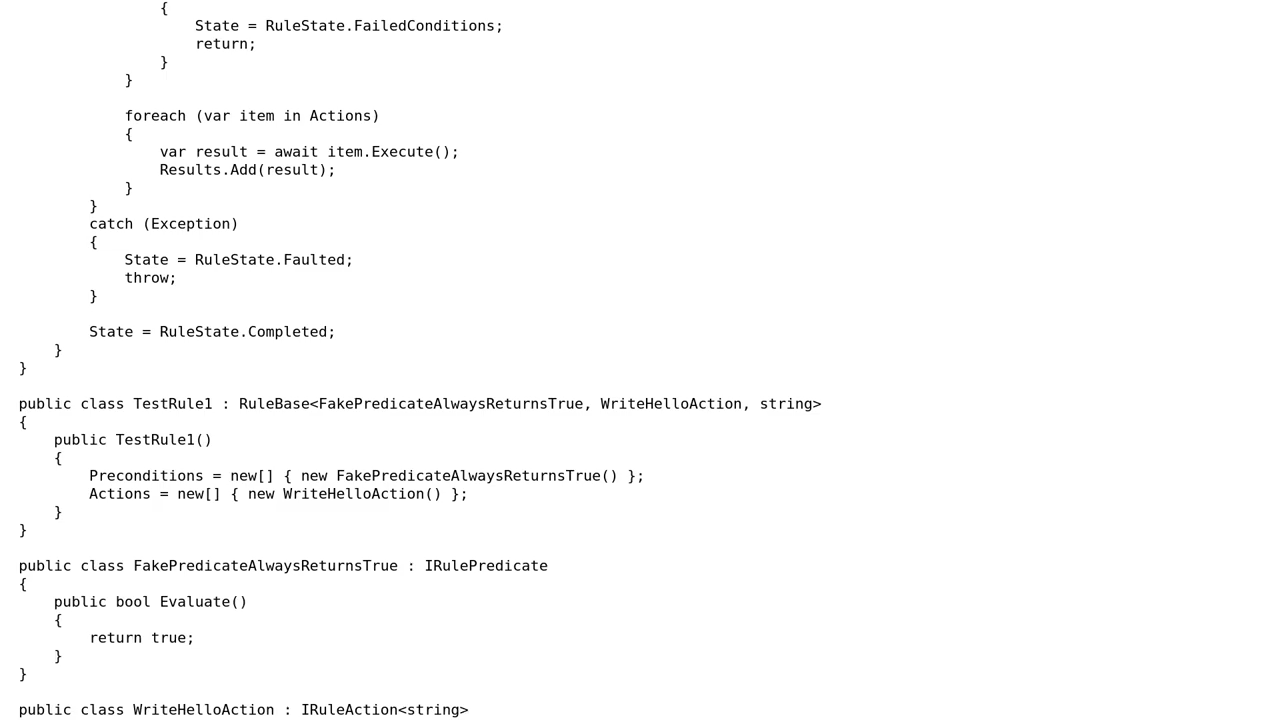 {
State = RuleState.FailedConditions;
return;
}
}
foreach (var item in Actions)
{
var result = await item.Execute();
Results.Add(result);
}
}
catch (Exception)
{
State = RuleState.Faulted;
throw;
}
State = RuleState.Completed;
}
}
public class TestRule1 : RuleBase<FakePredicateAlwaysReturnsTrue, WriteHelloAction, string>
{
public TestRule1()
{
Preconditions = new[] { new FakePredicateAlwaysReturnsTrue() };
Actions = new[] { new WriteHelloAction() };
}
}
public class FakePredicateAlwaysReturnsTrue : IRulePredicate
{
public bool Evaluate()
{
return true;
}
}
public class WriteHelloAction : IRuleAction<string>